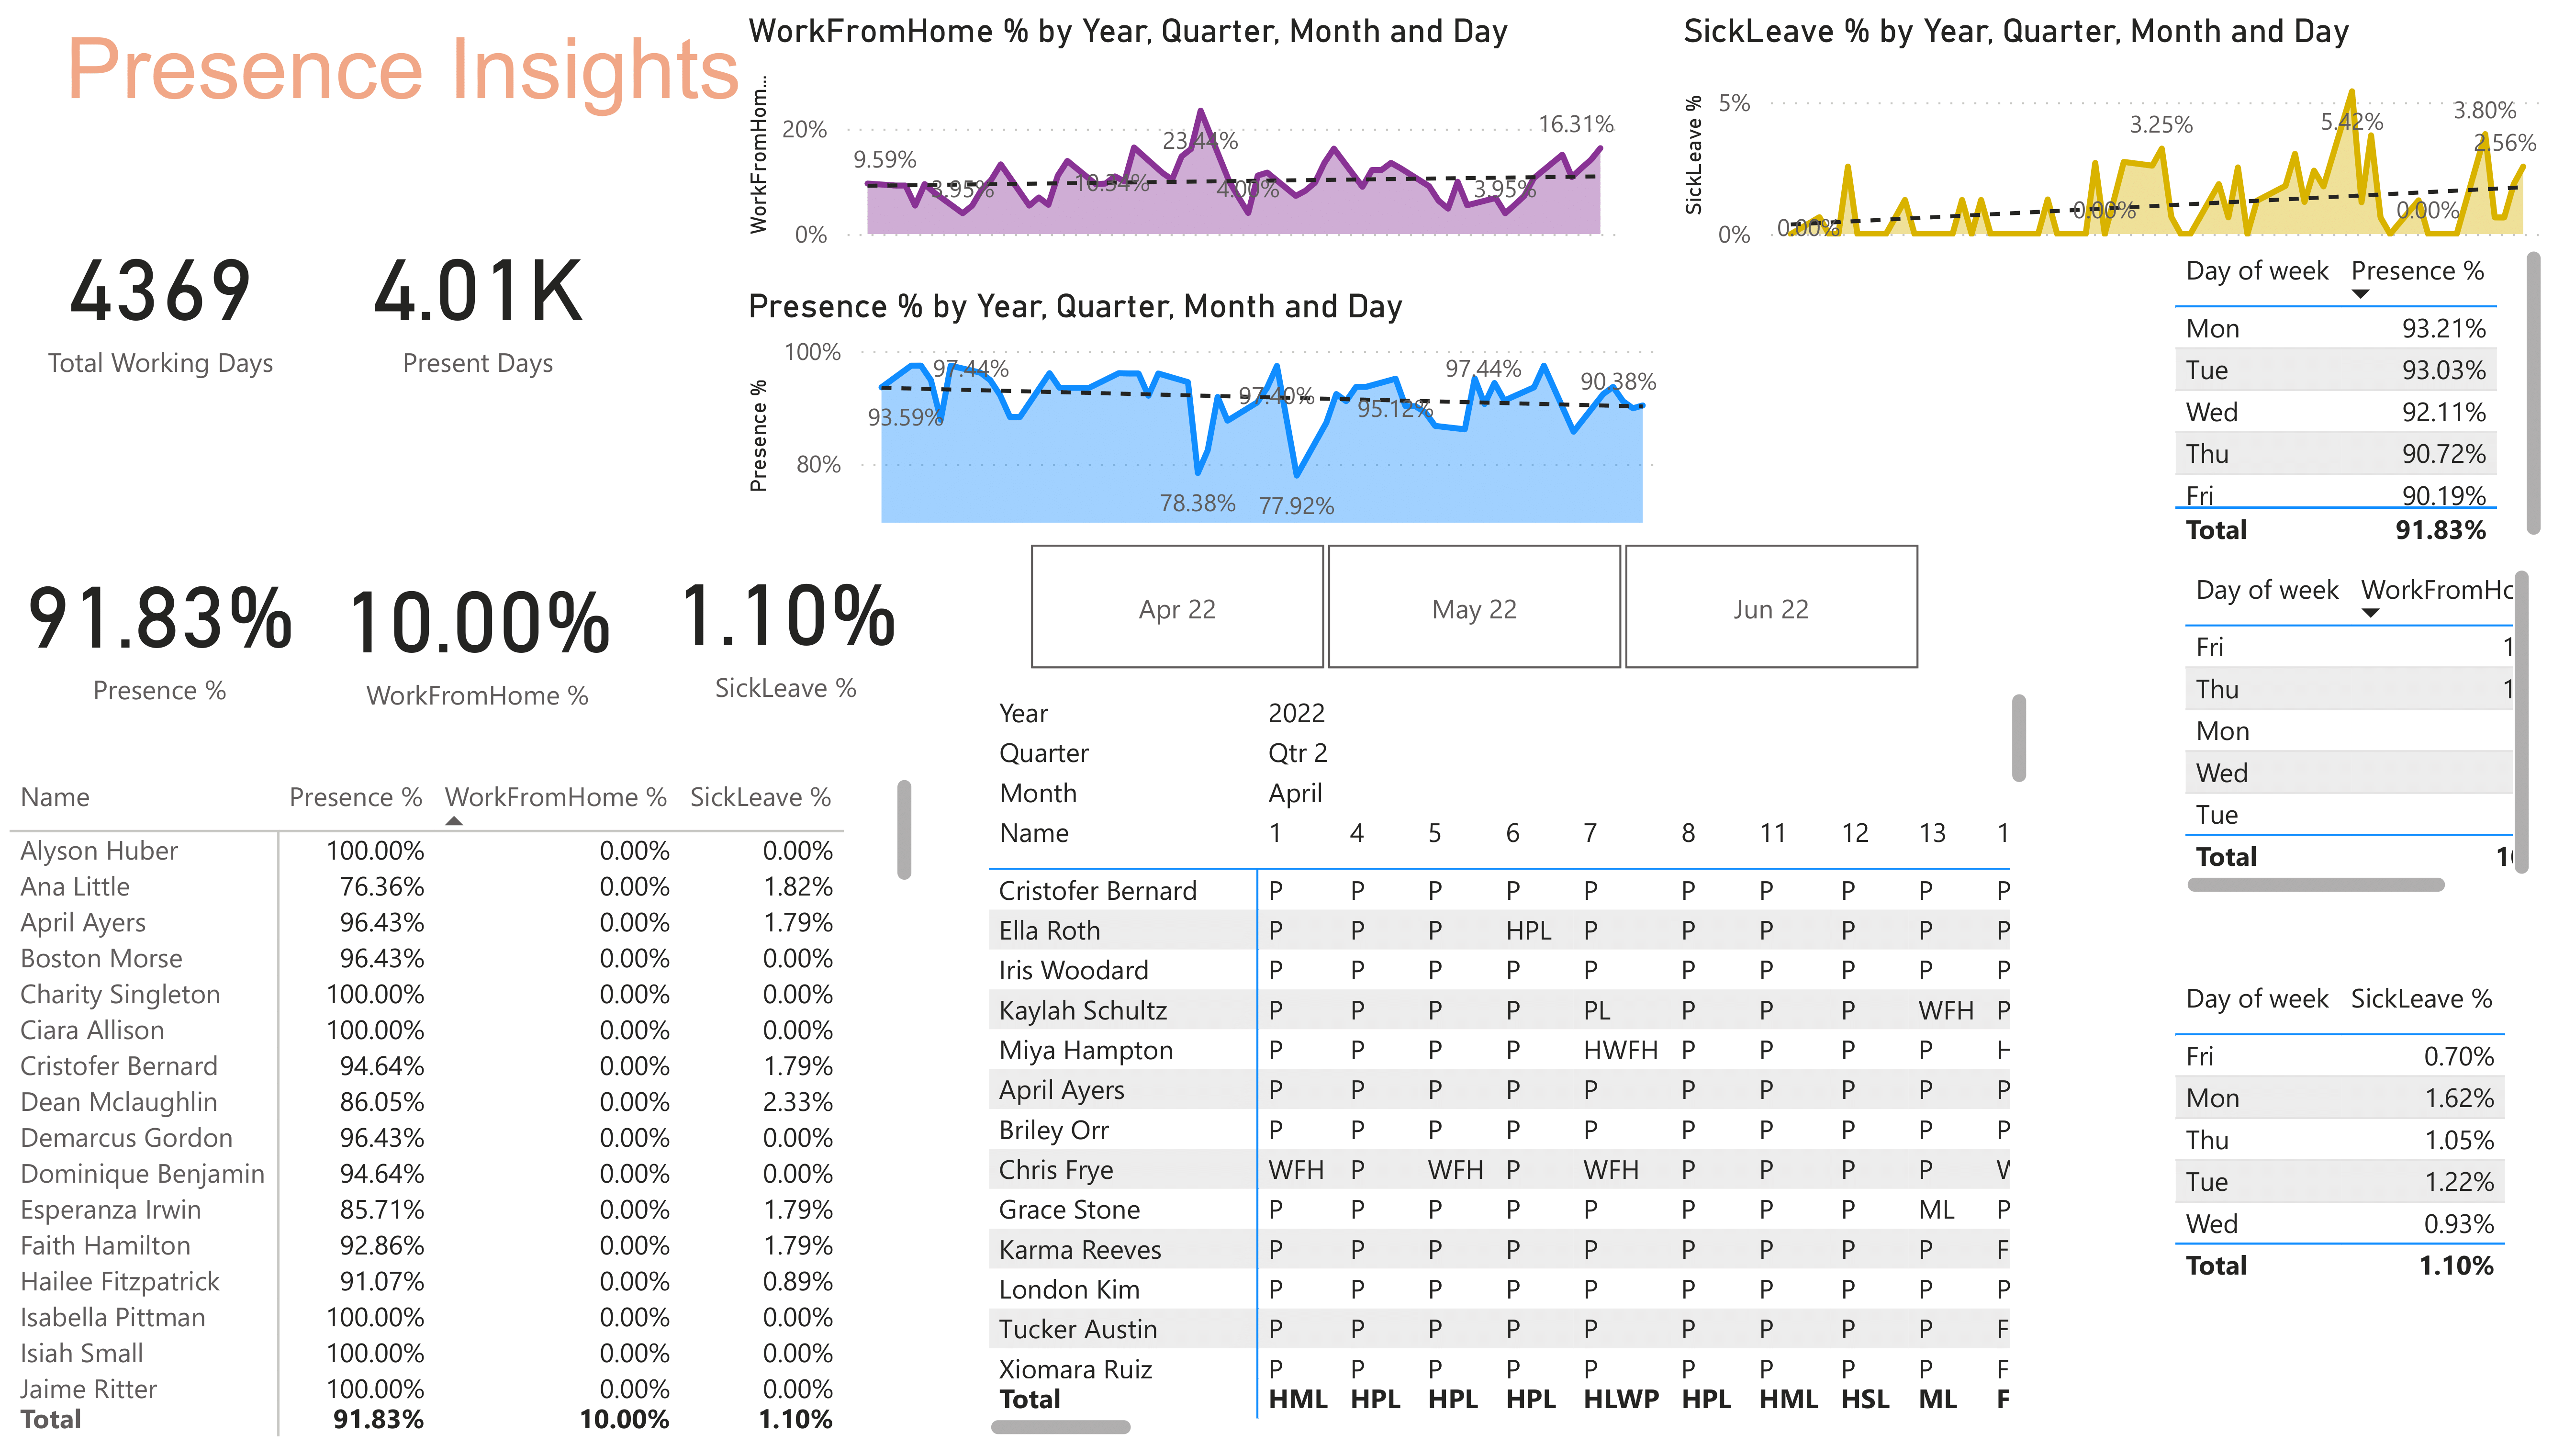 Presence Insights
4369
Total Working Days
4.01K
Present Days
91.83%
Presence %
10.00%
WorkFromHome %
1.10%
SickLeave %
WorkFromHome % by Year, Quarter, Month and Day
WorkFromHom...
20%
0%
9.59%
3.95%
10.34%
23.44%
4.00%
3.95%
16.31%
SickLeave % by Year, Quarter, Month and Day
SickLeave %
5%
0%
0.00%
0.00%
3.25%
5.42%
0.00%
3.80%
2.56%
Presence % by Year, Quarter, Month and Day
Presence %
100%
80%
93.59%
97.44%
78.38%
97.40%
77.92%
95.12%
97.44%
90.38%
Apr 22 May 22 Jun 22
Day of week Presence %
Mon 93.21%
Tue 93.03%
Wed 92.11%
Thu 90.72%
Fri 90.19%
Total 91.83%
Day of week WorkFromHo
Fri 1
Thu 1
Mon
Wed
Tue
Total 1
Day of week SickLeave %
Fri 0.70%
Mon 1.62%
Thu 1.05%
Tue 1.22%
Wed 0.93%
Total 1.10%
Name Presence % WorkFromHome % SickLeave %
Alyson Huber 100.00% 0.00% 0.00%
Ana Little 76.36% 0.00% 1.82%
April Ayers 96.43% 0.00% 1.79%
Boston Morse 96.43% 0.00% 0.00%
Charity Singleton 100.00% 0.00% 0.00%
Ciara Allison 100.00% 0.00% 0.00%
Cristofer Bernard 94.64% 0.00% 1.79%
Dean Mclaughlin 86.05% 0.00% 2.33%
Demarcus Gordon 96.43% 0.00% 0.00%
Dominique Benjamin 94.64% 0.00% 0.00%
Esperanza Irwin 85.71% 0.00% 1.79%
Faith Hamilton 92.86% 0.00% 1.79%
Hailee Fitzpatrick 91.07% 0.00% 0.89%
Isabella Pittman 100.00% 0.00% 0.00%
Isiah Small 100.00% 0.00% 0.00%
Jaime Ritter 100.00% 0.00% 0.00%
Total 91.83% 10.00% 1.10%
Year 2022
Quarter Qtr 2
Month April
Name 1 4 5 6 7 8 11 12 13 1
Cristofer Bernard P P P P P P P P P P
Ella Roth P P P HPL P P P P P P
Iris Woodard P P P P P P P P P P
Kaylah Schultz P P P P PL P P P WFH P
Miya Hampton P P P P HWFH P P P P H
April Ayers P P P P P P P P P P
Briley Orr P P P P P P P P P P
Chris Frye WFH P WFH P WFH P P P P
Grace Stone P P P P P P P P ML P
Karma Reeves P P P P P P P P P F
London Kim P P P P P P P P P P
Tucker Austin P P P P P P P P P F
Xiomara Ruiz P P P P P P P P P F
Total HML HPL HPL HPL HLWP HPL HML HSL ML F